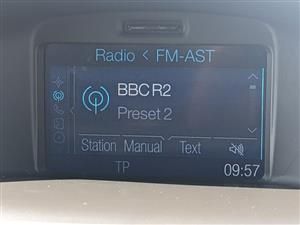 Radio < FM-AST
BBC R2
Preset 2
Station Manual Text
TP 09:57